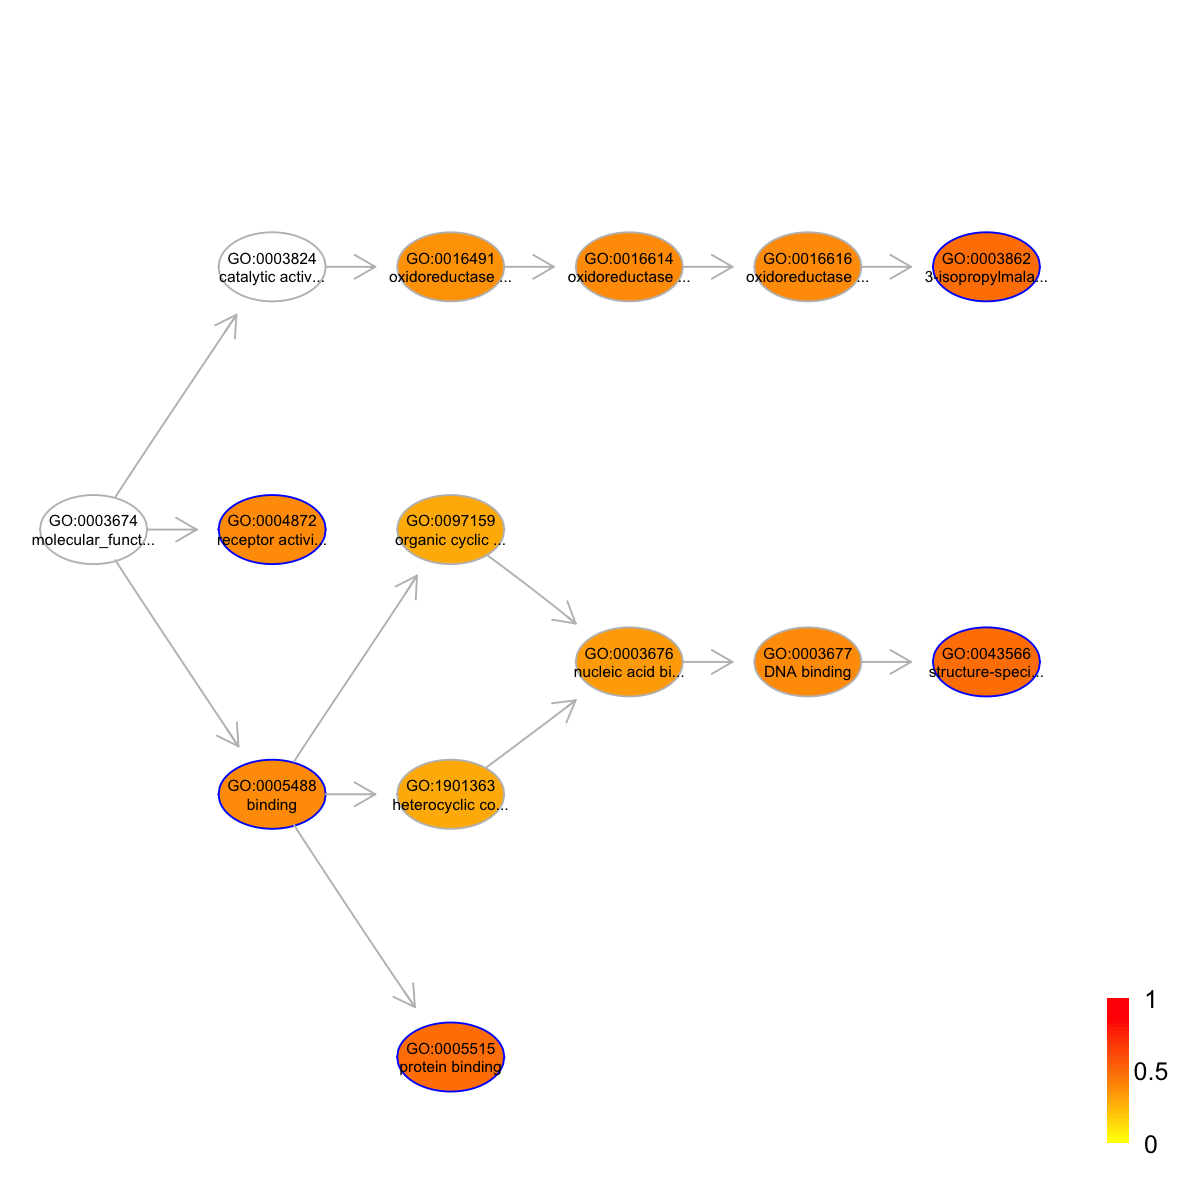 GO:0003824
catalytic activ...
GO:0016491
oxidoreductase ...
GO:0016614
oxidoreductase ...
GO:0016616
oxidoreductase ...
GO:0003862
3-isopropylmala...
GO:0003674
molecular_funct...
GO:0004872
receptor activi...
GO:0097159
organic cyclic ...
GO:0003676
nucleic acid bi...
GO:0003677
DNA binding
GO:0043566
structure-speci...
GO:0005488
binding
GO:1901363
heterocyclic co...
GO:0005515
protein binding
1
0.5
0